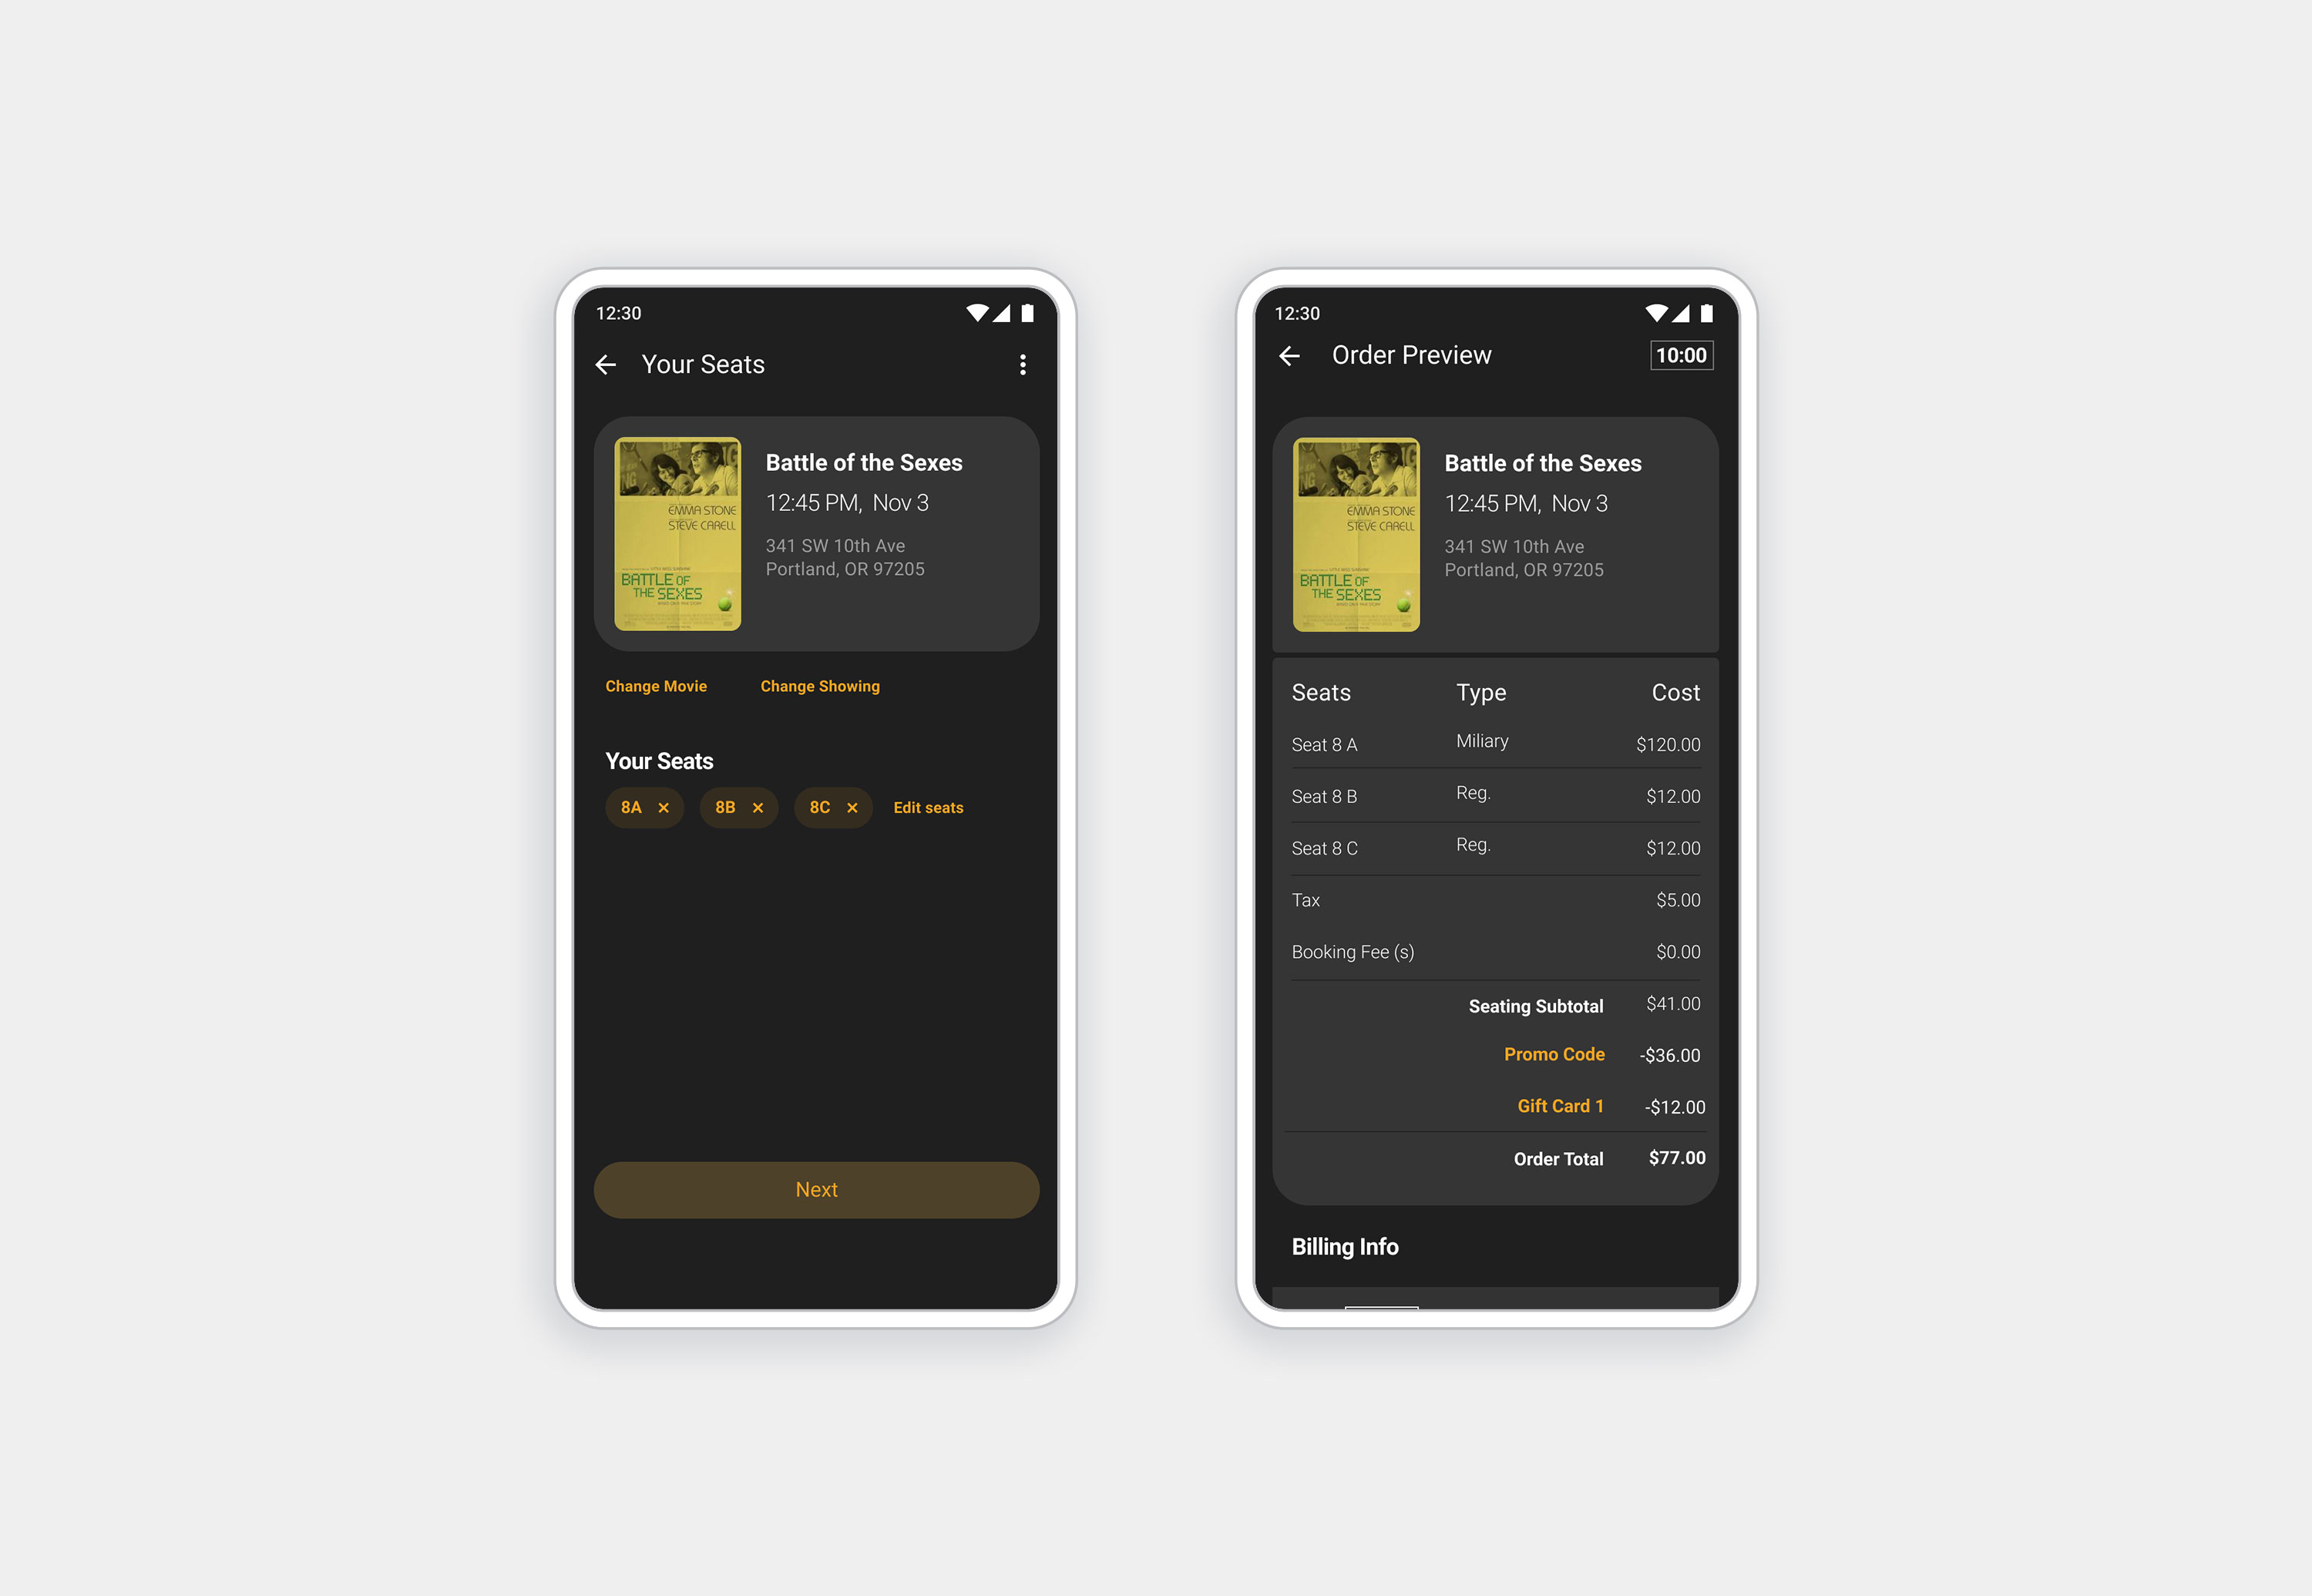 12:30
Your Seats
EMMA STONE
STEVE CARELL
BATTLE OF
THE SEXES
Battle of the Sexes
12:45 PM, Nov 3
341 SW 10th Ave
Portland, OR 97205
Change Movie
Change Showing
Your Seats
8A
8B
8C
Edit seats
Next
12:30
Order Preview
10:00
EMMA STONE
STEVE CARELL
BATTLE OF
THE SEXES
Battle of the Sexes
12:45 PM, Nov 3
341 SW 10th Ave
Portland, OR 97205
Seats Type Cost
Seat 8 A Miliary $120.00
Seat 8 B Reg. $12.00
Seat 8 C Reg. $12.00
Tax $5.00
Booking Fee (s) $0.00
Seating Subtotal $41.00
Promo Code -$36.00
Gift Card 1 -$12.00
Order Total $77.00
Billing Info